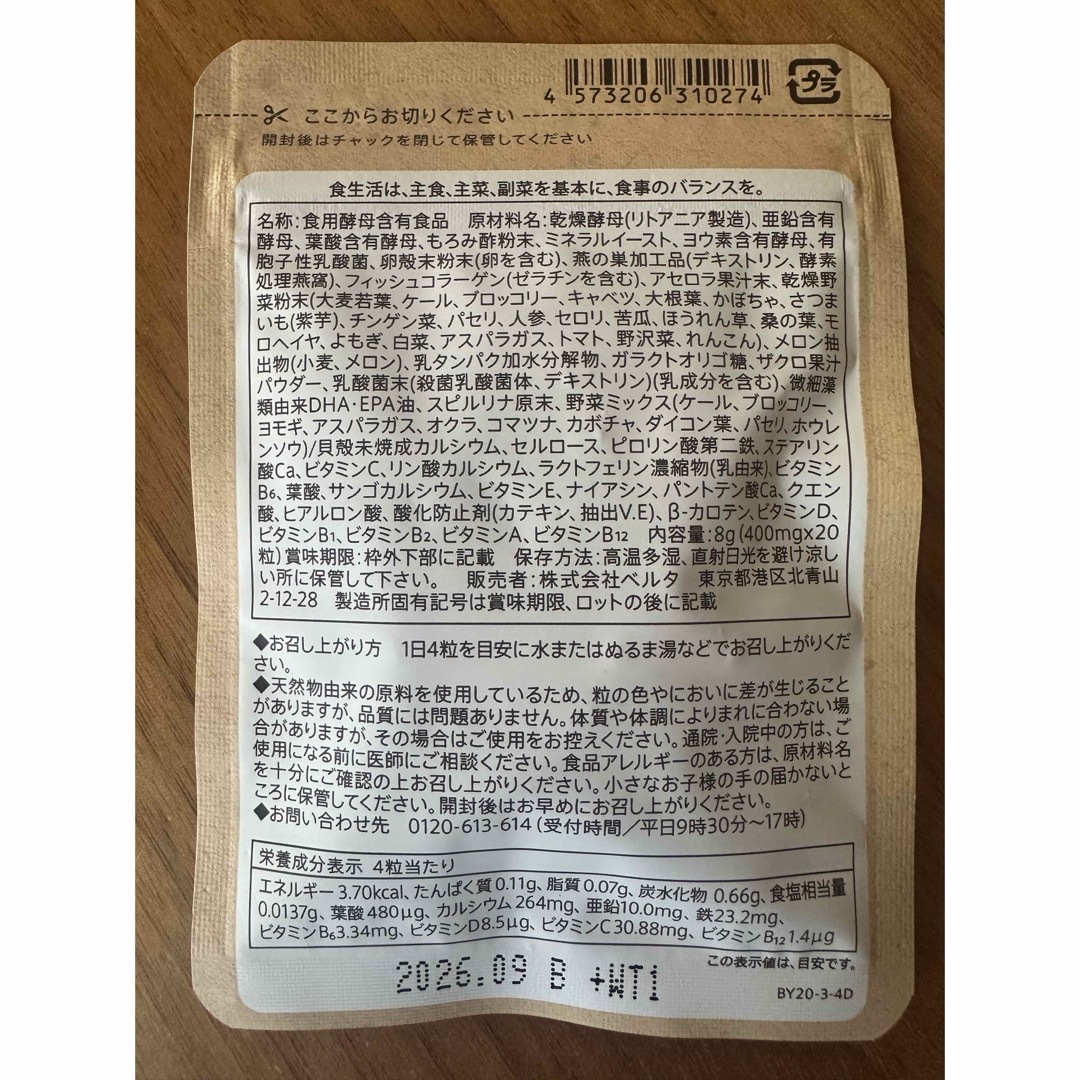 4 573206 310274
プラ
ここからお切りください
開封後はチャックを閉じて保管してください
食生活は、主食、主菜、副菜を基本に、食事のバランスを。
名称:食用酵母含有食品 原材料名:乾燥酵母(リトアニア製造)、亜鉛含有
酵母、葉酸含有酵母、もろみ酢粉末、ミネラルイースト、ヨウ素含有酵母、有
胞子性乳酸菌、卵殻末粉末(卵を含む)、燕の巣加工品(デキストリン、酵素
処理燕窩)、フィッシュコラーゲン(ゼラチンを含む)、アセロラ果汁末、乾燥野
菜粉末(大麦若葉、ケール、ブロッコリー、キャベツ、大根葉、かぼちゃ、さつま
いも(紫芋)、チンゲン菜、パセリ、人参、セロリ、苦瓜、ほうれん草、桑の葉、モ
ロヘイヤ、よもぎ、白菜、アスパラガス、トマト、野沢菜、れんこん)、メロン抽
出物(小麦、メロン)、乳タンパク加水分解物、ガラクトオリゴ糖、ザクロ果汁
パウダー、乳酸菌末(殺菌乳酸菌体、デキストリン)(乳成分を含む)、微細藻
類由来DHA・EPA油、スピルリナ原末、野菜ミックス(ケール、ブロッコリー、
ヨモギ、アスパラガス、オクラ、コマツナ、カボチャ、ダイコン葉、パセリ、ホウレ
ンソウ)/貝殻未焼成カルシウム、セルロース、ピロリン酸第二鉄、ステアリン
酸Ca、ビタミンC、リン酸カルシウム、ラクトフェリン濃縮物(乳由来)、ビタミン
B6、葉酸、サンゴカルシウム、ビタミンE、ナイアシン、パントテン酸Ca、クエン
酸、ヒアルロン酸、酸化防止剤(カテキン、抽出V.E)、β-カロテン、ビタミンD、
ビタミンB1、ビタミンB2、ビタミンA、ビタミンB12 内容量:8g(400mg×20
粒)賞味期限:枠外下部に記載 保存方法:高温多湿、直射日光を避け涼し
い所に保管して下さい。 販売者:株式会社ベルタ 東京都港区北青山
2-12-28 製造所固有記号は賞味期限、ロットの後に記載
◆お召し上がり方 1日4粒を目安に水またはぬるま湯などでお召し上がりくだ
さい。
◆天然物由来の原料を使用しているため、粒の色やにおいに差が生じること
がありますが、品質には問題ありません。体質や体調によりまれに合わない場
合がありますが、その場合はご使用をお控えください。通院・入院中の方は、ご
使用になる前に医師にご相談ください。食品アレルギーのある方は、原材料名
を十分にご確認の上お召し上がりください。小さなお子様の手の届かないと
ころに保管してください。開封後はお早めにお召し上がりください。
◆お問い合わせ先 0120-613-614(受付時間/平日9時30分〜17時)
栄養成分表示 4粒当たり
エネルギー3.70kcal、たんぱく質0.11g、脂質0.07g、炭水化物 0.66g、食塩相当量
0.0137g、葉酸480μg、カルシウム264mg、亜鉛10.0mg、鉄23.2mg、
ビタミンB6 3.34mg、ビタミンD8.5μg、ビタミンC30.88mg、ビタミンB12 1.4μg
この表示値は、目安です。
2026.09 B +WT1
BY20-3-4D